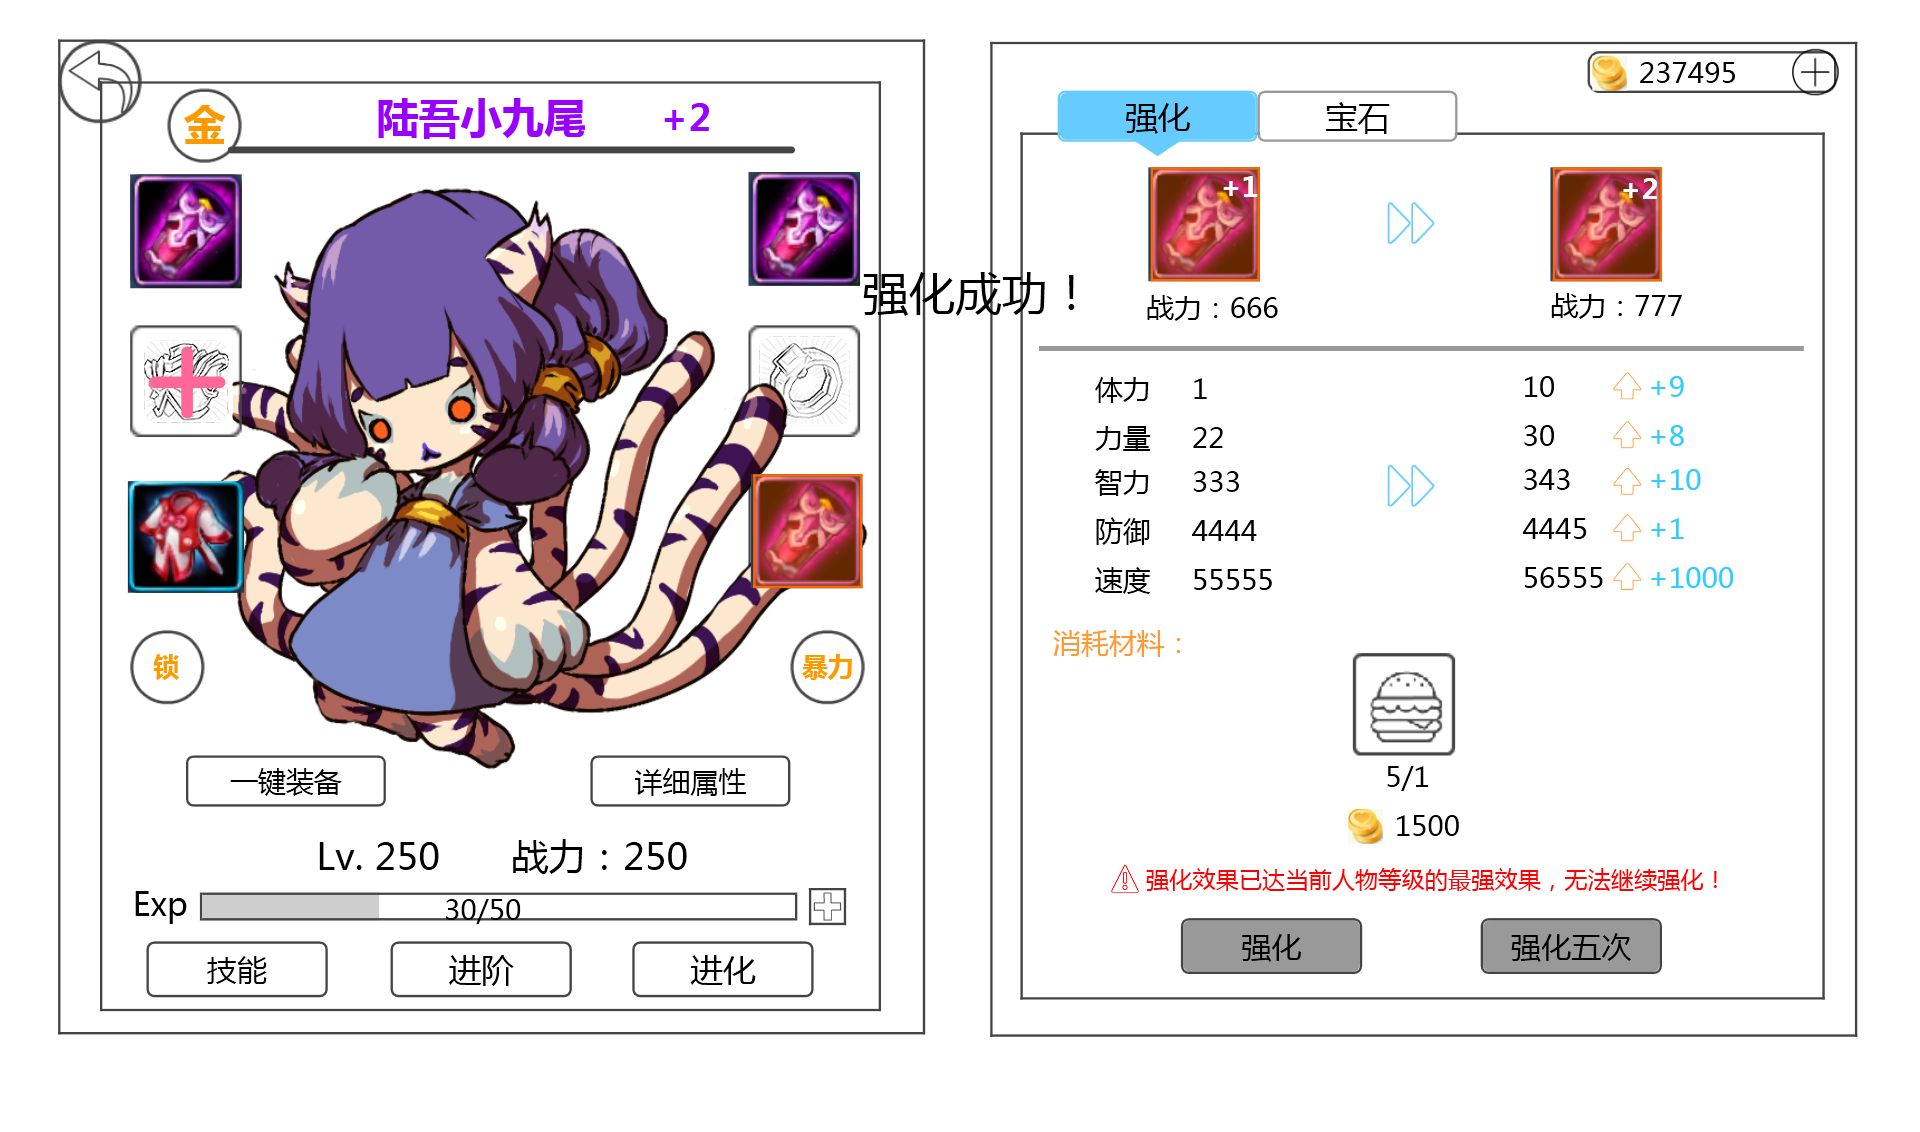 金
陆吾小九尾 +2
锁
暴力
一键装备
详细属性
Lv. 250 战力：250
Exp 30/50
技能
进阶
进化
强化成功！
237495
强化
宝石
+1
+2
战力：666
战力：777
体力 1 10 +9
力量 22 30 +8
智力 333 343 +10
防御 4444 4445 +1
速度 55555 56555 +1000
消耗材料：
5/1
1500
强化效果已达当前人物等级的最强效果，无法继续强化！
强化
强化五次